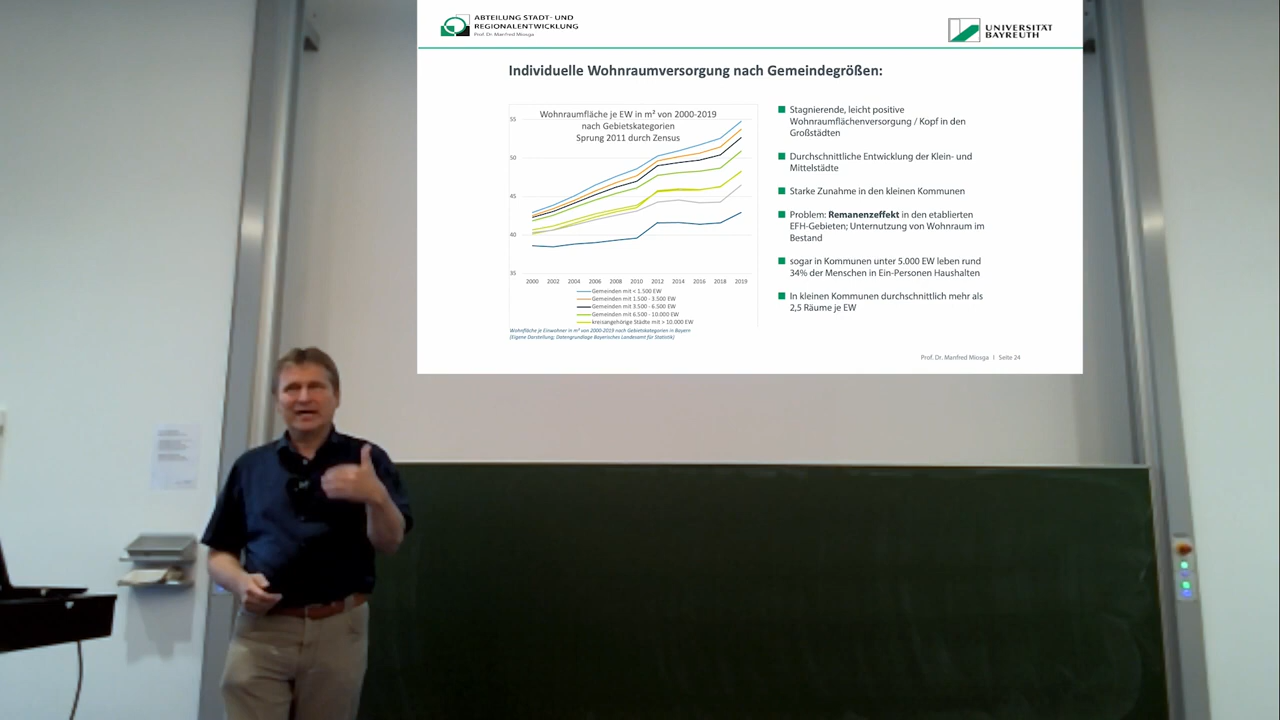 ABTEILUNG STADT- UND
REGIONALENTWICKLUNG
Prof. Dr. Manfred Miosga
UNIVERSITÄT
BAYREUTH
Individuelle Wohnraumversorgung nach Gemeindegrößen:
Wohnraumfläche je EW in m² von 2000-2019
nach Gebietskategorien
Sprung 2011 durch Zensus
55
50
45
40
35
2000 2002 2004 2006 2008 2010 2012 2014 2016 2018 2019
Gemeinden mit < 1.500 EW
Gemeinden mit 1.500 - 3.500 EW
Gemeinden mit 3.500 - 6.500 EW
Gemeinden mit 6.500 - 10.000 EW
kreisangehörige Städte mit > 10.000 EW
Wohnfläche je Einwohner in m² von 2000-2019 nach Gebietskategorien in Bayern
(Eigene Darstellung; Datengrundlage Bayerisches Landesamt für Statistik)
Stagnierende, leicht positive
Wohnraumflächenversorgung / Kopf in den
Großstädten
Durchschnittliche Entwicklung der Klein- und
Mittelstädte
Starke Zunahme in den kleinen Kommunen
Problem: Remanenzeffekt in den etablierten
EFH-Gebieten; Unternutzung von Wohnraum im
Bestand
sogar in Kommunen unter 5.000 EW leben rund
34% der Menschen in Ein-Personen Haushalten
In kleinen Kommunen durchschnittlich mehr als
2,5 Räume je EW
Prof. Dr. Manfred Miosga | Seite 24